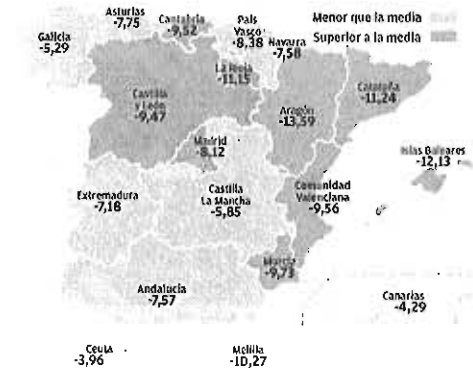 Asturias
-7,75
Cantabria
-9,52
País
Vasco
-8,38
Menor que la media
Superior a la media
Galicia
-5,29
Navarra
-7,58
La Rioja
-11,15
Castilla
y León
-9,47
Aragón
-13,59
Cataluña
-11,24
Madrid
-8,12
Islas Baleares
-12,13
Extremadura
-7,18
Castilla
La Mancha
-5,85
Comunidad
Valenciana
-9,56
Murcia
-9,73
Andalucía
-7,57
Canarias
-4,29
Ceuta
-3,96
Melilla
-10,27